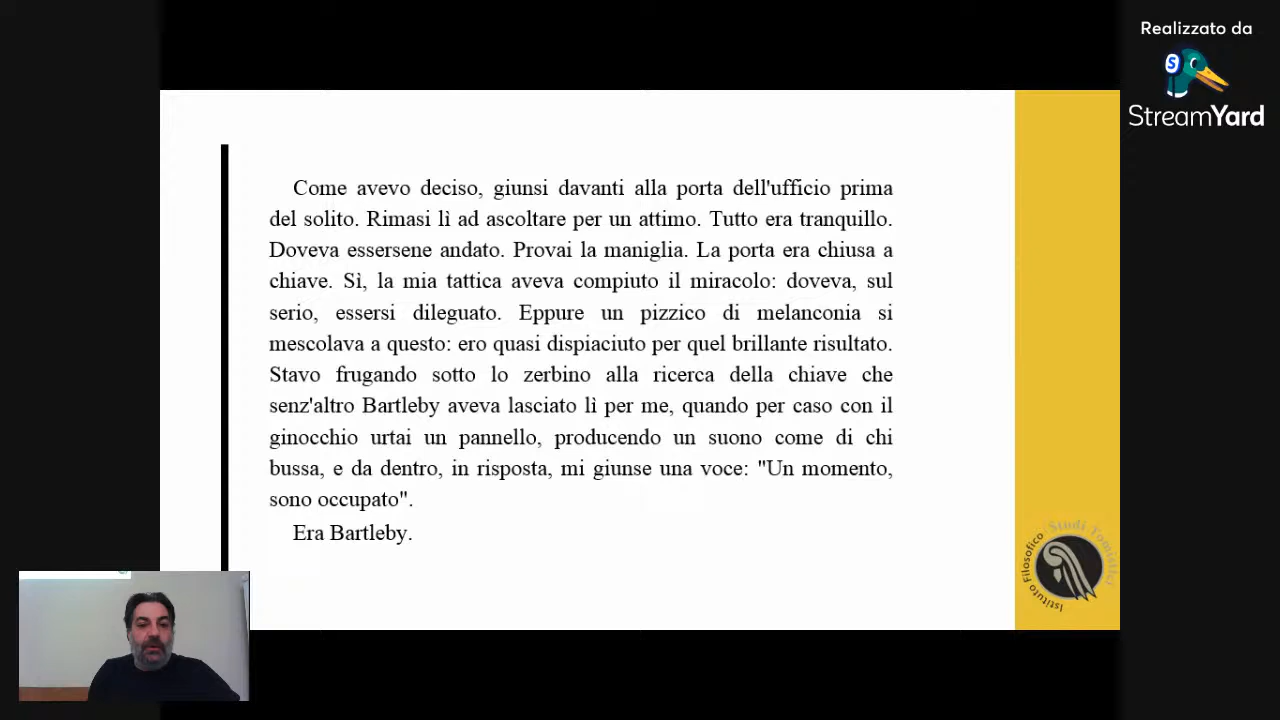 Realizzato da
StreamYard
Come avevo deciso, giunsi davanti alla porta dell'ufficio prima
del solito. Rimasi lì ad ascoltare per un attimo. Tutto era tranquillo.
Doveva essersene andato. Provai la maniglia. La porta era chiusa a
chiave. Sì, la mia tattica aveva compiuto il miracolo: doveva, sul
serio, essersi dileguato. Eppure un pizzico di melanconia si
mescolava a questo: ero quasi dispiaciuto per quel brillante risultato.
Stavo frugando sotto lo zerbino alla ricerca della chiave che
senz'altro Bartleby aveva lasciato lì per me, quando per caso con il
ginocchio urtai un pannello, producendo un suono come di chi
bussa, e da dentro, in risposta, mi giunse una voce: "Un momento,
sono occupato".
Era Bartleby.
Istituto Filosofico Studi Tomistici